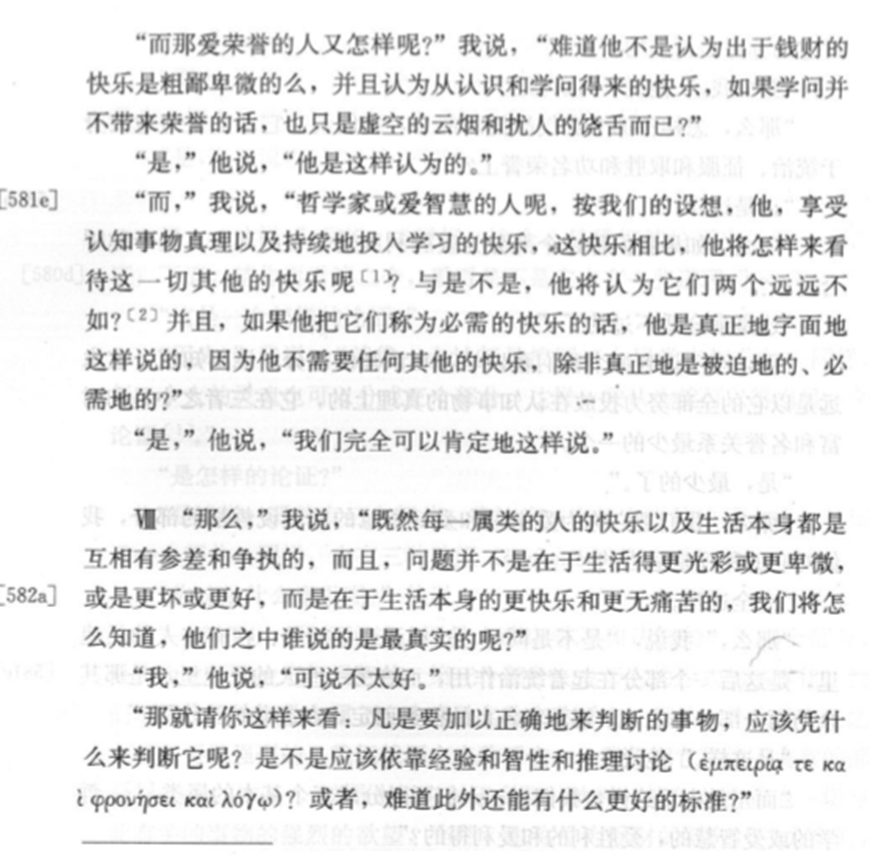 “而那爱荣誉的人又怎样呢?”我说，“难道他不是认为出于钱财的
快乐是粗鄙卑微的么，并且认为从认识和学问得来的快乐，如果学问并
不带来荣誉的话，也只是虚空的云烟和扰人的饶舌而已?”
“是，”他说，“他是这样认为的。”
[581e] “而，”我说，“哲学家或爱智慧的人呢，按我们的设想，他，享受
认知事物真理以及持续地投入学习的快乐，这快乐相比，他将怎样来看
待这一切其他的快乐呢〔1〕? 与是不是，他将认为它们两个远远不
如?〔2〕并且，如果他把它们称为必需的快乐的话，他是真正地字面地
这样说的，因为他不需要任何其他的快乐，除非真正地是被迫地的、必
需地的?”
“是，”他说，“我们完全可以肯定地这样说。”
Ⅷ “那么，”我说，“既然每一属类的人的快乐以及生活本身都是
互相有参差和争执的，而且，问题并不是在于生活得更光彩或更卑微，
[582a] 或是更坏或更好，而是在于生活本身的更快乐和更无痛苦的，我们将怎
么知道，他们之中谁说的是最真实的呢?”
“我，”他说，“可说不太好。”
“那就请你这样来看：凡是要加以正确地来判断的事物，应该凭什
么来判断它呢? 是不是应该依靠经验和智性和推理讨论（ἐμπειρίᾳ τε κα
ὶ φρονήσει καὶ λόγῳ）? 或者，难道此外还能有什么更好的标准?”